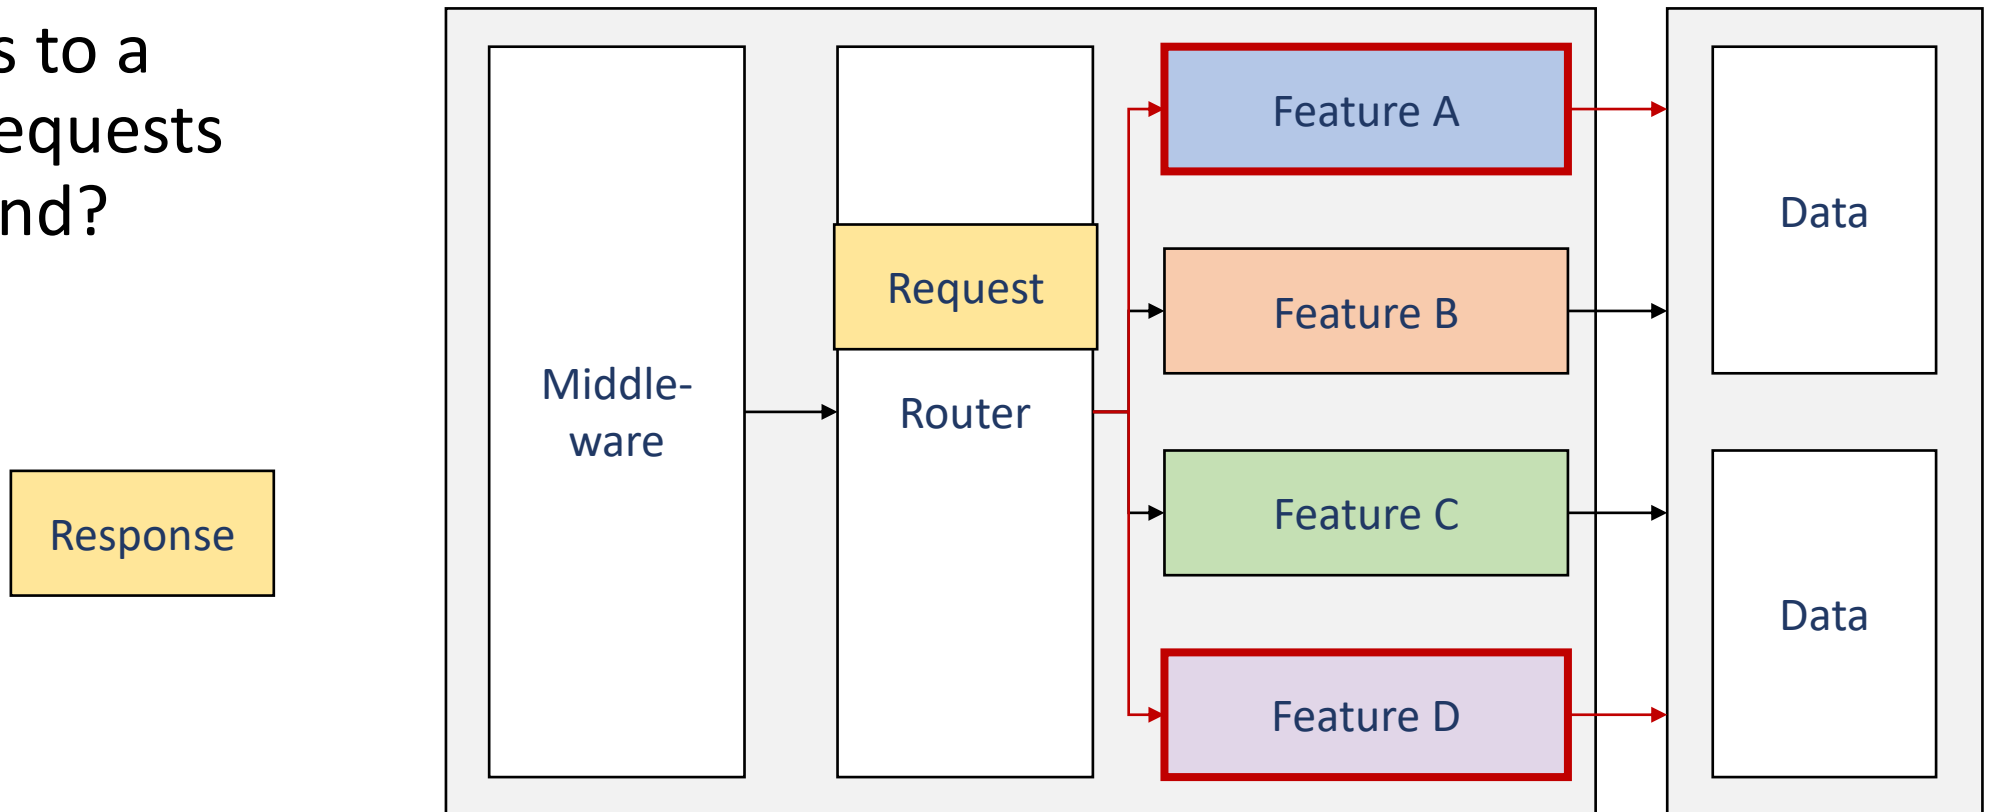 s to a
equests
nd?
Response
Middle-
ware
Request
Router
Feature A
Feature B
Feature C
Feature D
Data
Data